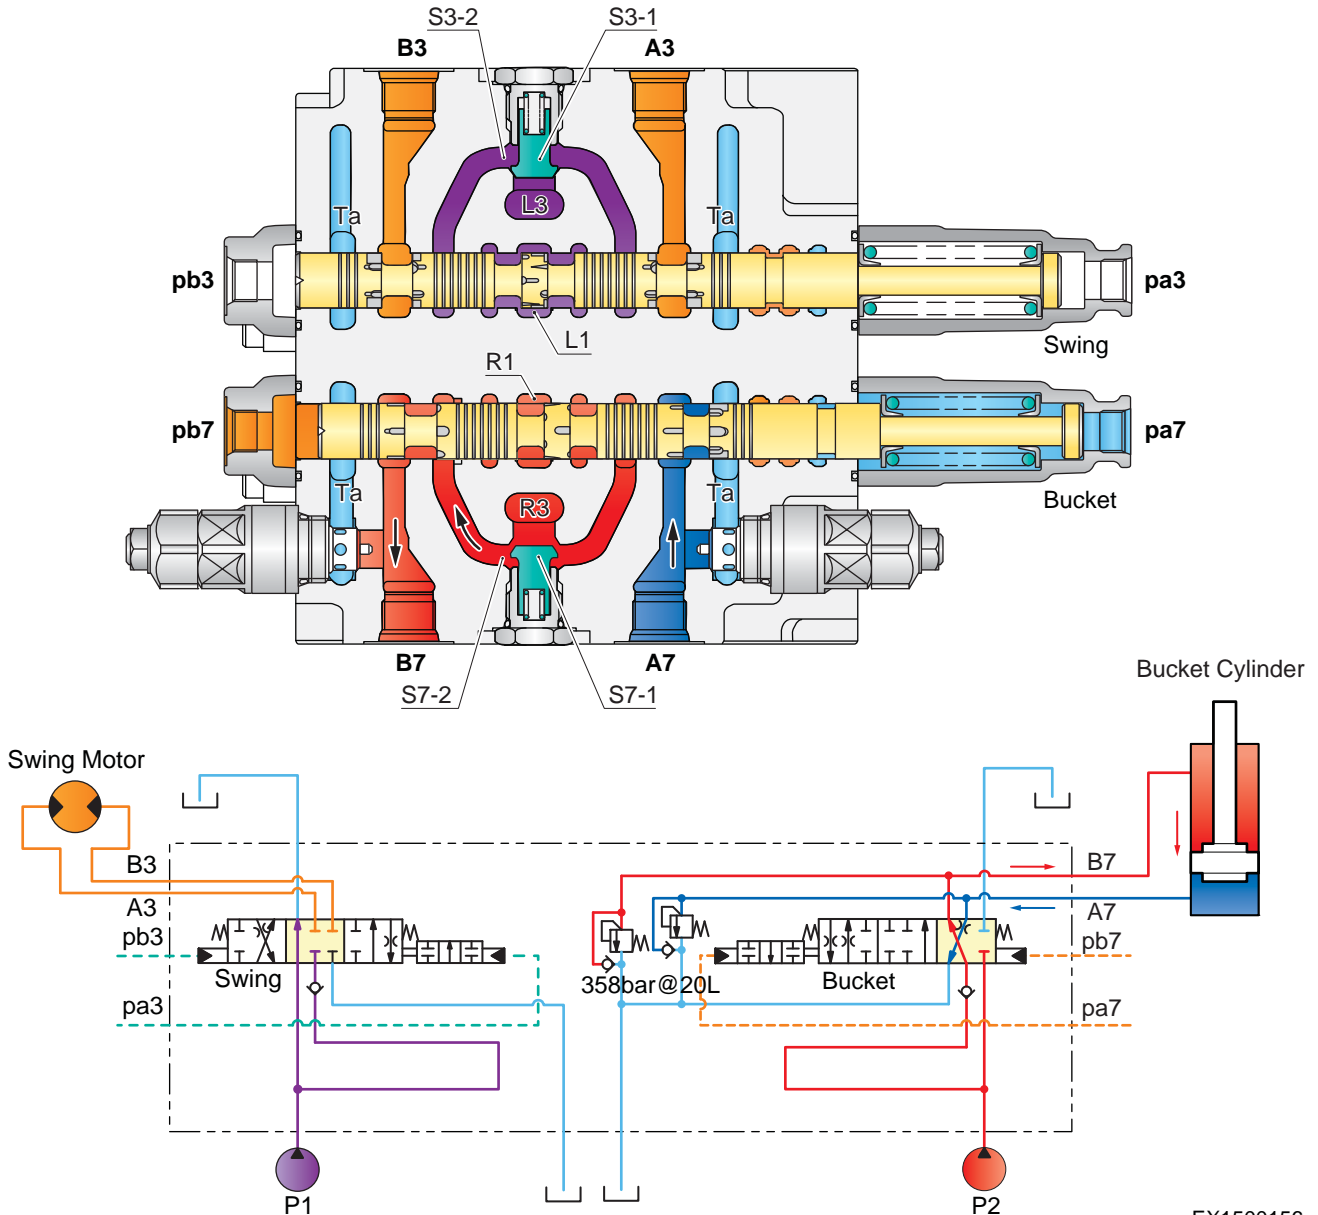 S3-2
S3-1
B3
A3
L3
Ta
Ta
pb3
pa3
L1
Swing
R1
pb7
pa7
Ta
Ta
R3
Bucket
B7
A7
S7-2
S7-1
Bucket Cylinder
Swing Motor
B3
B7
A3
A7
pb3
pb7
Swing
358bar@20L
Bucket
pa3
pa7
P1
P2